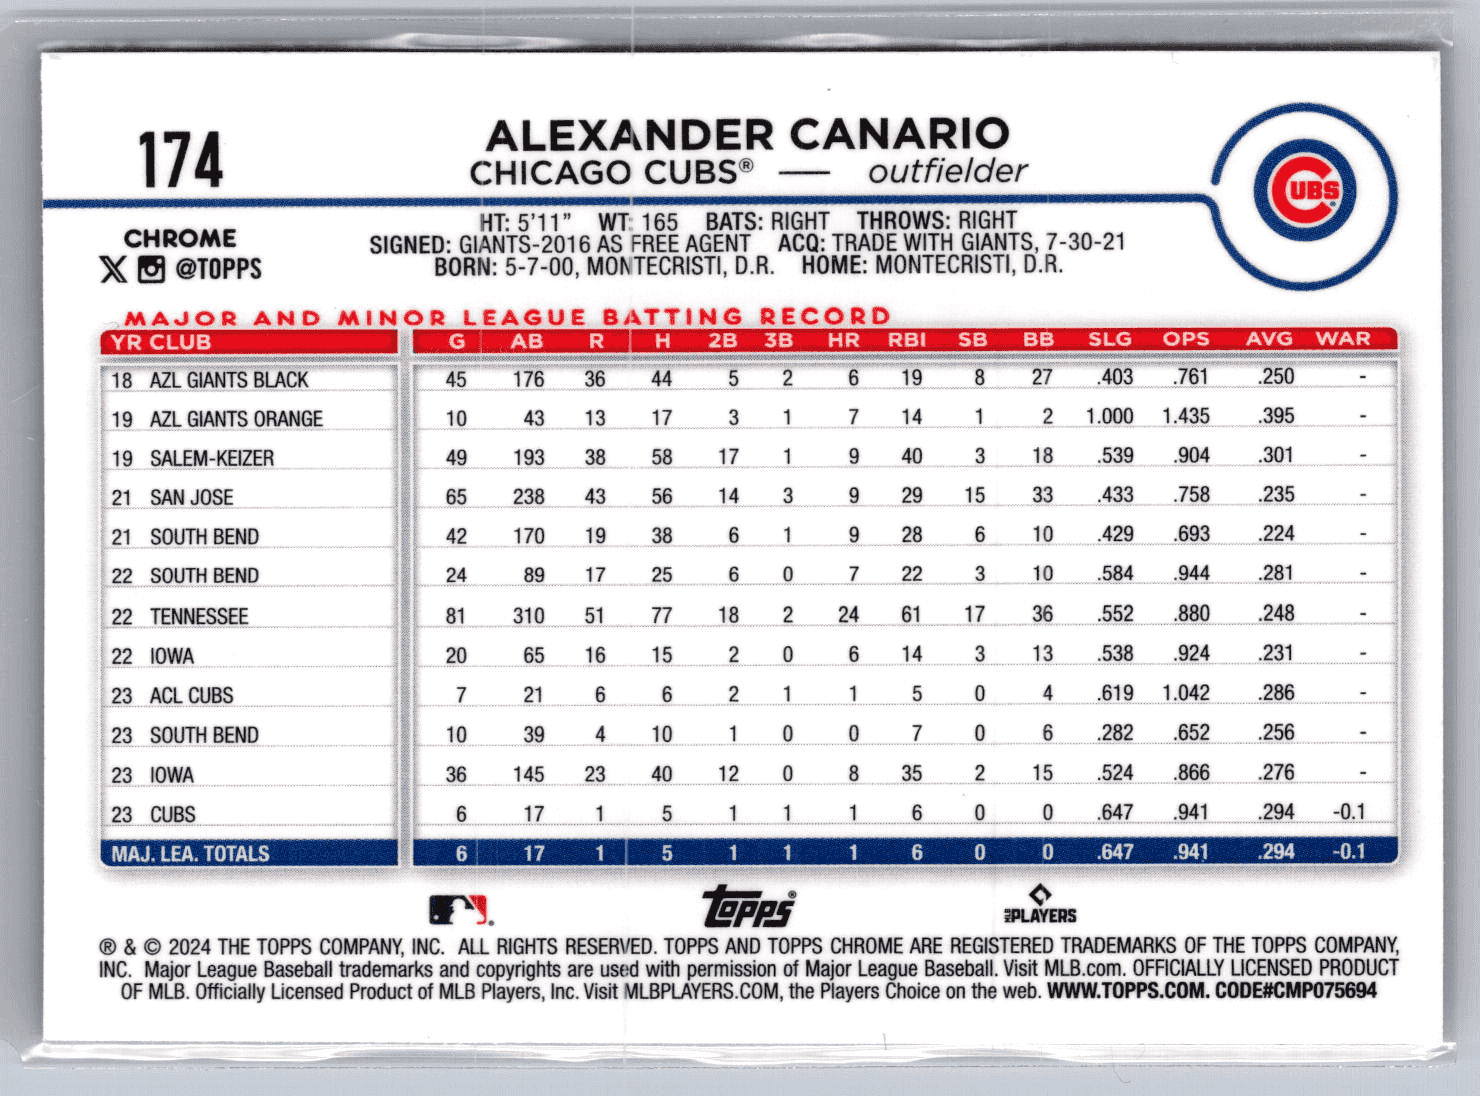 174
ALEXANDER CANARIO
CHICAGO CUBS® — outfielder
CUBS®
CHROME
X @TOPPS
HT: 5'11" WT: 165 BATS: RIGHT THROWS: RIGHT
SIGNED: GIANTS-2016 AS FREE AGENT ACQ: TRADE WITH GIANTS, 7-30-21
BORN: 5-7-00, MONTECRISTI, D.R. HOME: MONTECRISTI, D.R.
MAJOR AND MINOR LEAGUE BATTING RECORD
YR CLUB G AB R H 2B 3B HR RBI SB BB SLG OPS AVG WAR
18 AZL GIANTS BLACK 45 176 36 44 5 2 6 19 8 27 .403 .761 .250 -
19 AZL GIANTS ORANGE 10 43 13 17 3 1 7 14 1 2 1.000 1.435 .395 -
19 SALEM-KEIZER 49 193 38 58 17 1 9 40 3 18 .539 .904 .301 -
21 SAN JOSE 65 238 43 56 14 3 9 29 15 33 .433 .758 .235 -
21 SOUTH BEND 42 170 19 38 6 1 9 28 6 10 .429 .693 .224 -
22 SOUTH BEND 24 89 17 25 6 0 7 22 3 10 .584 .944 .281 -
22 TENNESSEE 81 310 51 77 18 2 24 61 17 36 .552 .880 .248 -
22 IOWA 20 65 16 15 2 0 6 14 3 13 .538 .924 .231 -
23 ACL CUBS 7 21 6 6 2 1 1 5 0 4 .619 1.042 .286 -
23 SOUTH BEND 10 39 4 10 1 0 0 7 0 6 .282 .652 .256 -
23 IOWA 36 145 23 40 12 0 8 35 2 15 .524 .866 .276 -
23 CUBS 6 17 1 5 1 1 1 6 0 0 .647 .941 .294 -0.1
MAJ. LEA. TOTALS 6 17 1 5 1 1 1 6 0 0 .647 .941 .294 -0.1
topps® MLB PLAYERS
® & © 2024 THE TOPPS COMPANY, INC. ALL RIGHTS RESERVED. TOPPS AND TOPPS CHROME ARE REGISTERED TRADEMARKS OF THE TOPPS COMPANY,
INC. Major League Baseball trademarks and copyrights are used with permission of Major League Baseball. Visit MLB.com. OFFICIALLY LICENSED PRODUCT
OF MLB. Officially Licensed Product of MLB Players, Inc. Visit MLBPLAYERS.COM, the Players Choice on the web. WWW.TOPPS.COM. CODE#CMP075694